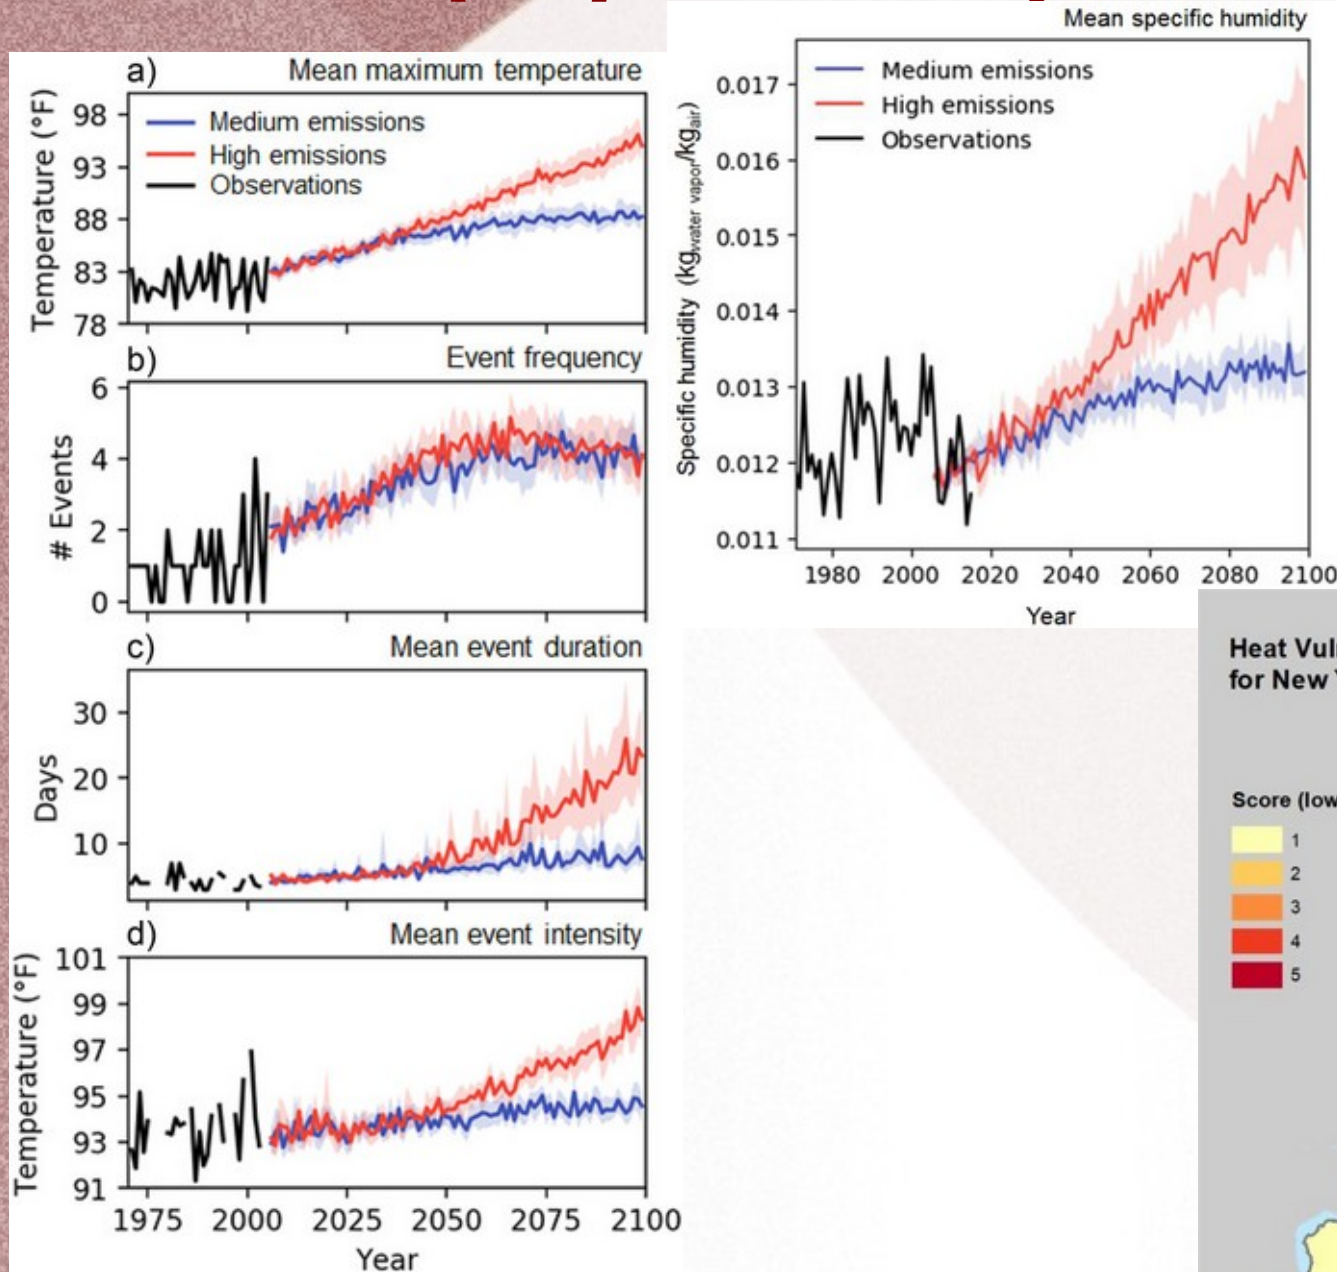 a) Mean maximum temperature
Temperature (°F)
98
93
88
83
78
Medium emissions
High emissions
Observations
b) Event frequency
# Events
6
4
2
0
c) Mean event duration
Days
30
20
10
d) Mean event intensity
Temperature (°F)
101
99
97
95
93
91
1975 2000 2025 2050 2075 2100
Year
Mean specific humidity
Specific humidity (kgwater vapor/kgair)
0.017
0.016
0.015
0.014
0.013
0.012
0.011
Medium emissions
High emissions
Observations
1980 2000 2020 2040 2060 2080 2100
Year
Heat
for New
Score (low
1
2
3
4
5